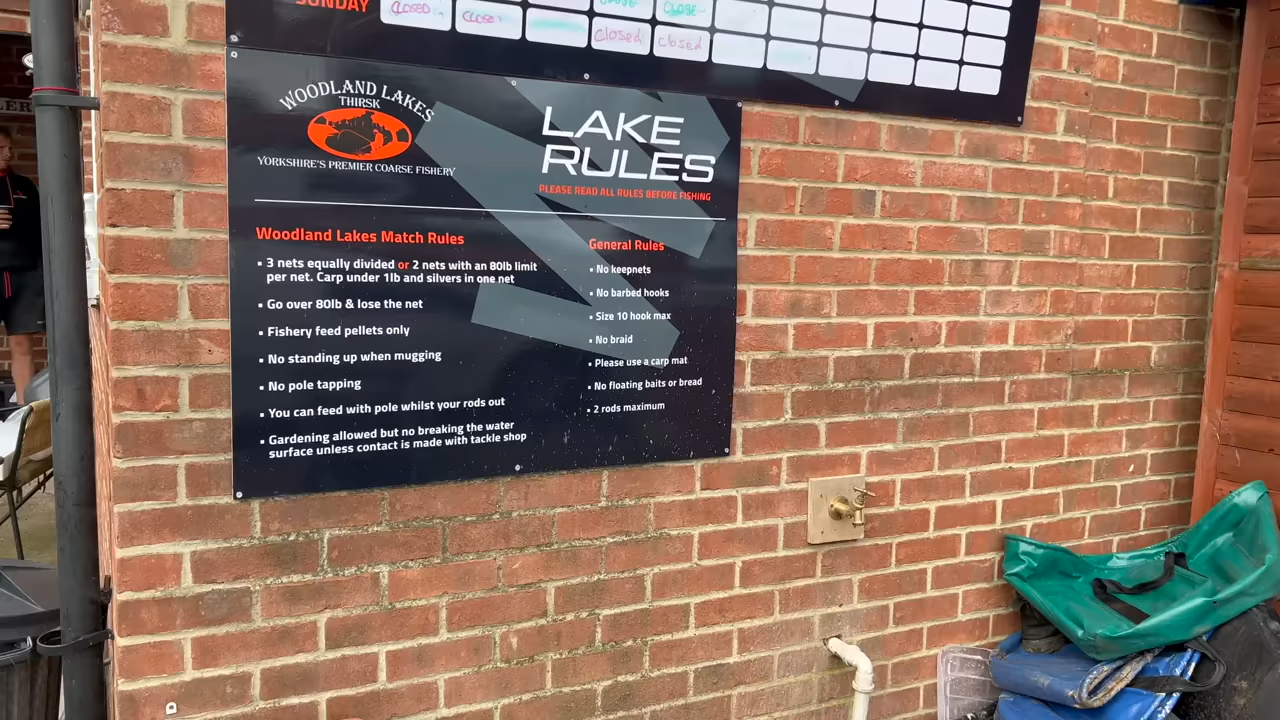 SUNDAY
CLOSED
CLOSE
CLOSE
Closed
Closed
WOODLAND LAKES
THIRSK
YORKSHIRE'S PREMIER COARSE FISHERY
LAKE
RULES
PLEASE READ ALL RULES BEFORE FISHING
Woodland Lakes Match Rules
• 3 nets equally divided or 2 nets with an 80lb limit
per net. Carp under 1lb and silvers in one net
• Go over 80lb & lose the net
• Fishery feed pellets only
• No standing up when mugging
• No pole tapping
• You can feed with pole whilst your rods out
• Gardening allowed but no breaking the water
surface unless contact is made with tackle shop
General Rules
• No keepnets
• No barbed hooks
• Size 10 hook max
• No braid
• Please use a carp mat
• No floating baits or bread
• 2 rods maximum